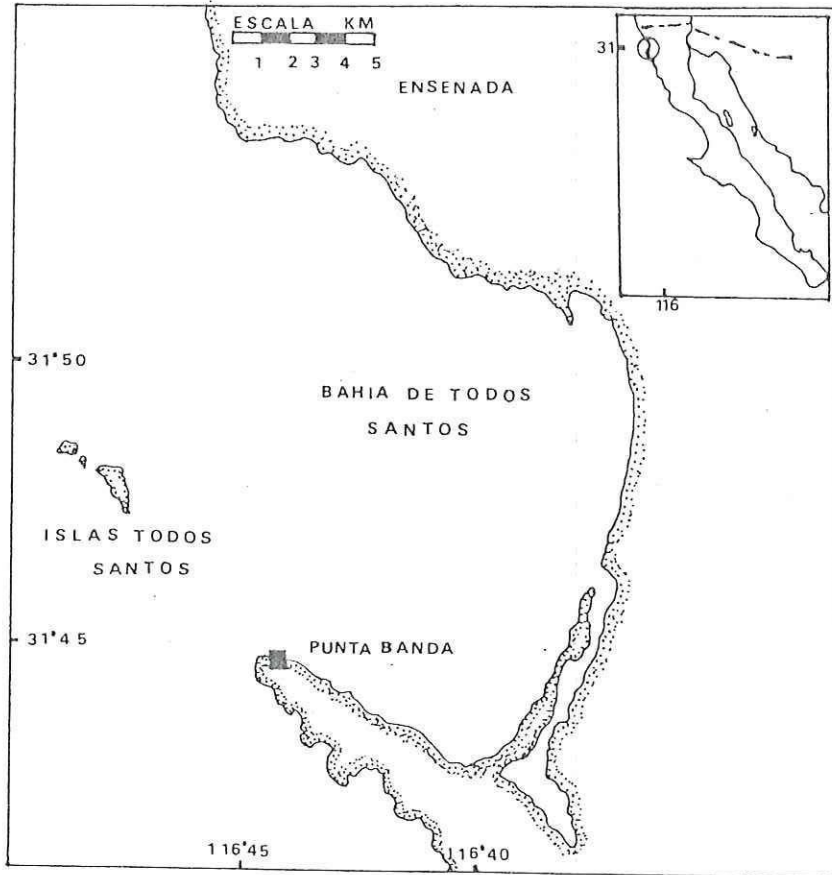 ESCALA KM
1 2 3 4 5
ENSENADA
31
116
31°50
BAHIA DE TODOS
SANTOS
ISLAS TODOS
SANTOS
31°45
PUNTA BANDA
116°45
116°40